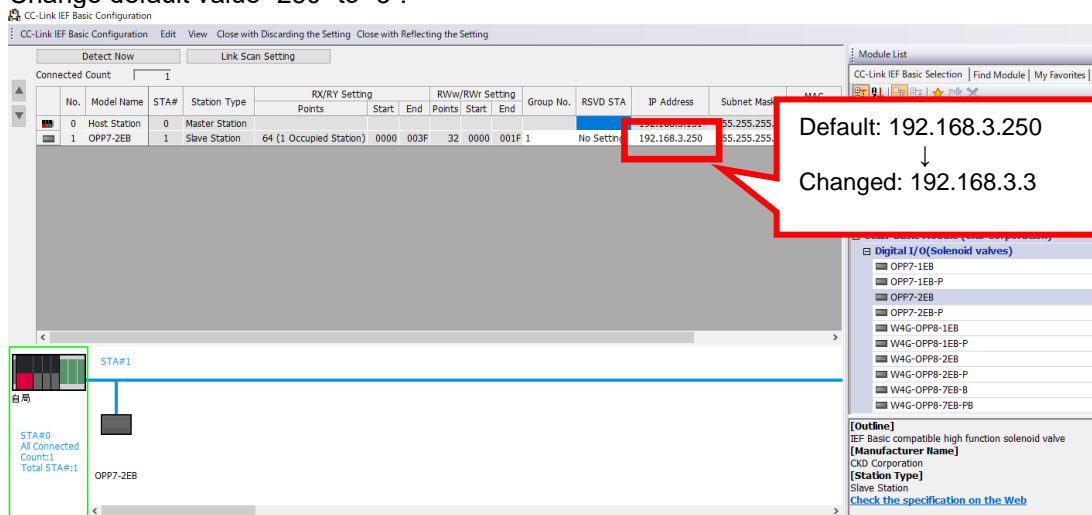 CC-Link IEF Basic Configuration
CC-Link IEF Basic Configuration Edit View Close with Discarding the Setting Close with Reflecting the Setting
Detect Now Link Scan Setting
Connected Count 1
No. Model Name STA# Station Type RX/RY Setting RWw/RWr Setting Group No. RSVD STA IP Address Subnet Mask
Points Start End Points Start End
0 Host Station 0 Master Station
1 OPP7-2EB 1 Slave Station 64 (1 Occupied Station) 0000 003F 32 0000 001F 1 No Setting 192.168.3.250 255.255.255.
Default: 192.168.3.250
↓
Changed: 192.168.3.3
Module List
CC-Link IEF Basic Selection Find Module My Favorites
Digital I/O(Solenoid valves)
OPP7-1EB
OPP7-1EB-P
OPP7-2EB
OPP7-2EB-P
W4G-OPP8-1EB
W4G-OPP8-1EB-P
W4G-OPP8-2EB
W4G-OPP8-2EB-P
W4G-OPP8-7EB-B
W4G-OPP8-7EB-PB
[Outline]
IEF Basic compatible high function solenoid valve
[Manufacturer Name]
CKD Corporation
[Station Type]
Slave Station
Check the specification on the Web
STA#1
自局
STA#0
All Connected
Count:1
Total STA#:1
OPP7-2EB